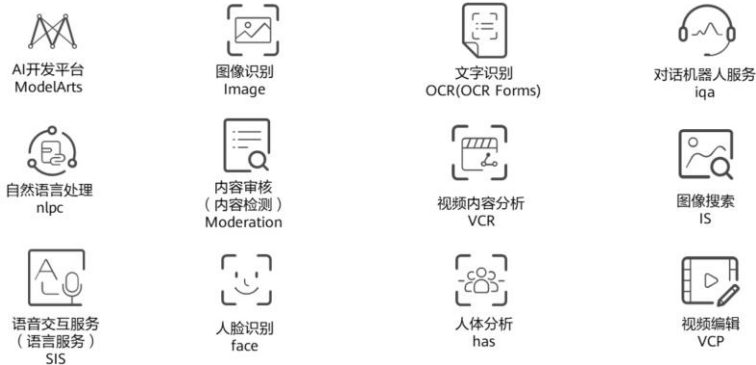 AI开发平台
ModelArts
图像识别
Image
文字识别
OCR(OCR Forms)
对话机器人服务
iqa
自然语言处理
nlpc
内容审核
（内容检测）
Moderation
视频内容分析
VCR
图像搜索
IS
语音交互服务
（语言服务）
SIS
人脸识别
face
人体分析
has
视频编辑
VCP